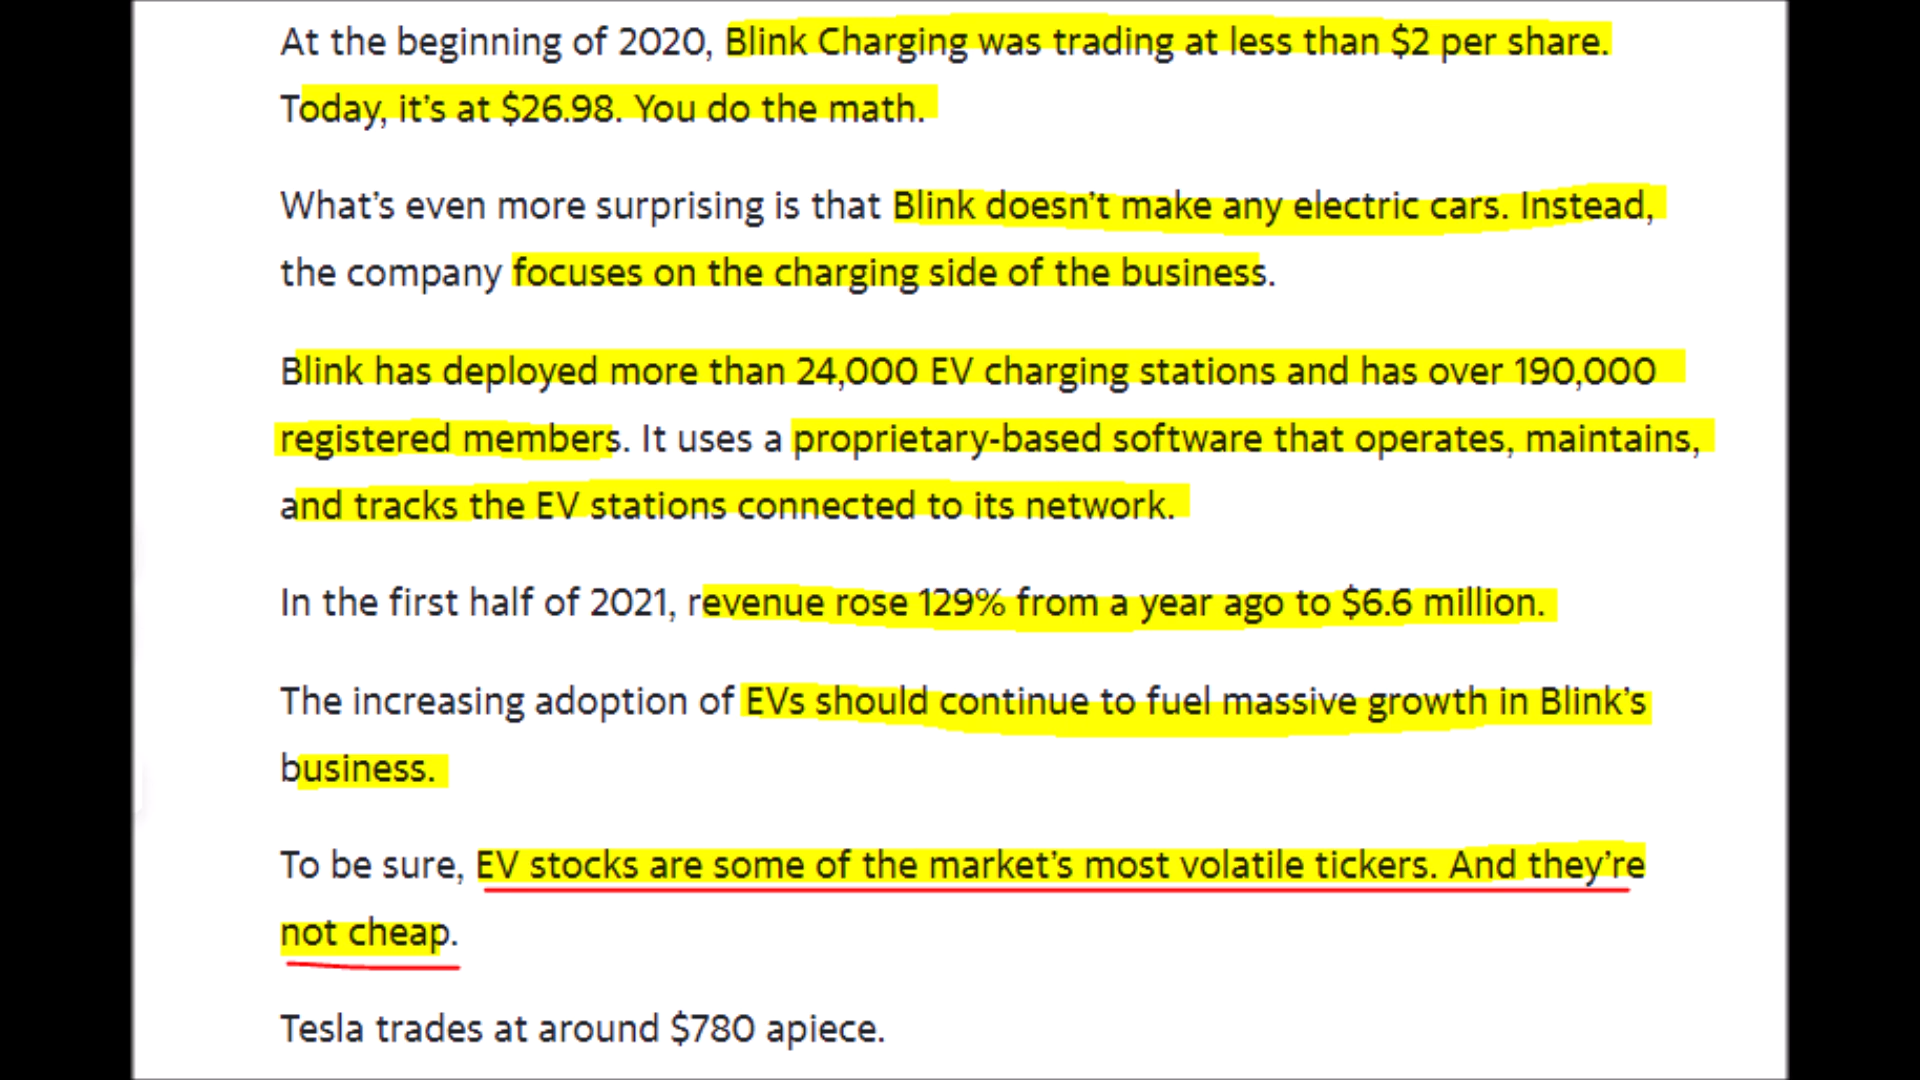 At the beginning of 2020, Blink Charging was trading at less than $2 per share.
Today, it’s at $26.98. You do the math.
What’s even more surprising is that Blink doesn’t make any electric cars. Instead,
the company focuses on the charging side of the business.
Blink has deployed more than 24,000 EV charging stations and has over 190,000
registered members. It uses a proprietary-based software that operates, maintains,
and tracks the EV stations connected to its network.
In the first half of 2021, revenue rose 129% from a year ago to $6.6 million.
The increasing adoption of EVs should continue to fuel massive growth in Blink’s
business.
To be sure, EV stocks are some of the market’s most volatile tickers. And they’re
not cheap.
Tesla trades at around $780 apiece.